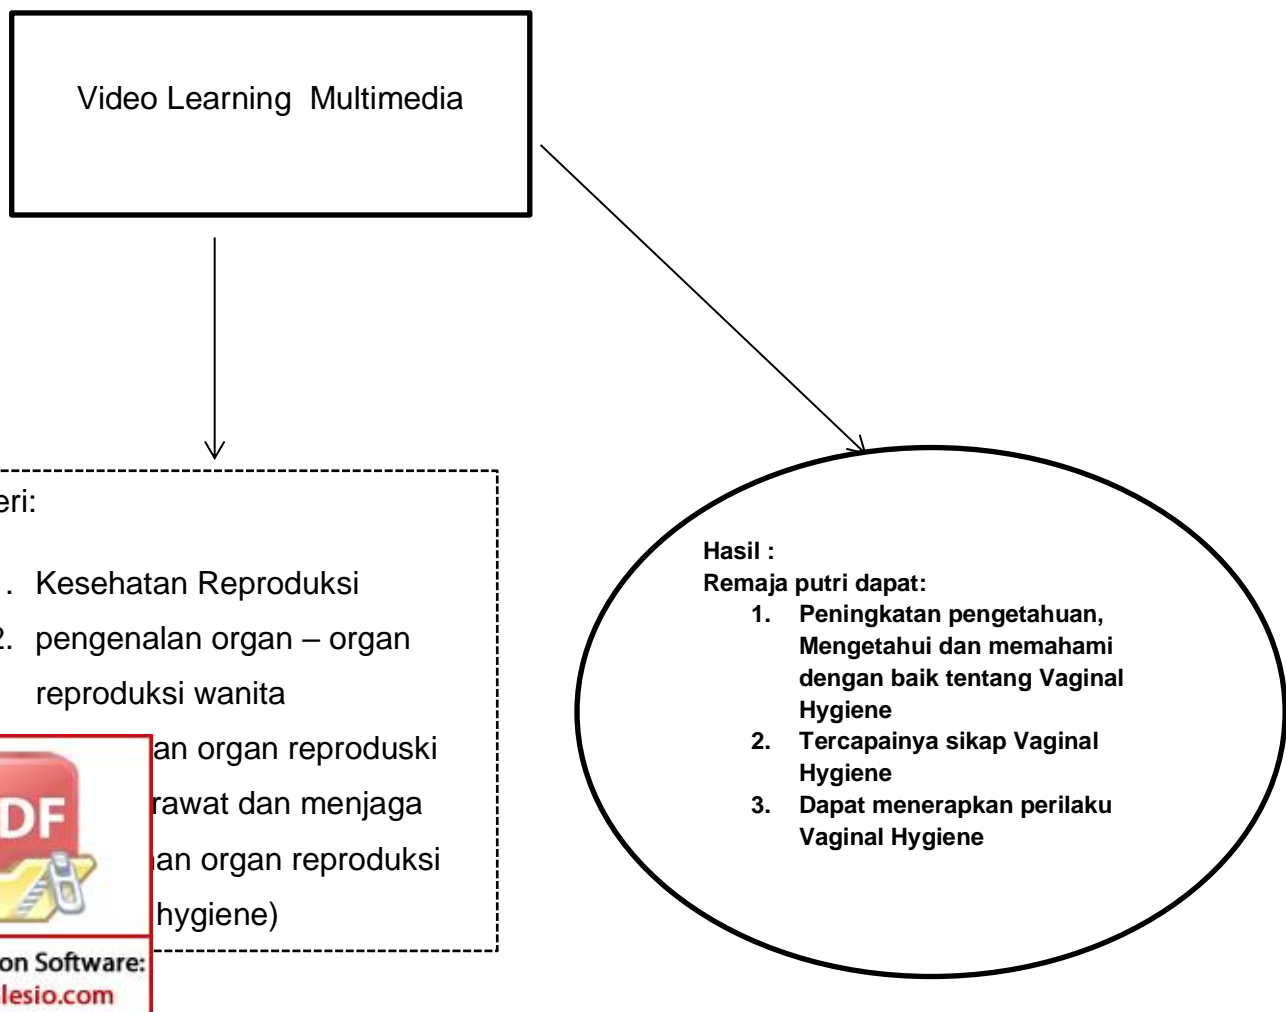 Video Learning Multimedia
eri:
. Kesehatan Reproduksi
2. pengenalan organ – organ
reproduksi wanita
an organ reproduski
rawat dan menjaga
an organ reproduksi
hygiene)
DF
on Software:
lesio.com
Hasil :
Remaja putri dapat:
1. Peningkatan pengetahuan,
Mengetahui dan memahami
dengan baik tentang Vaginal
Hygiene
2. Tercapainya sikap Vaginal
Hygiene
3. Dapat menerapkan perilaku
Vaginal Hygiene